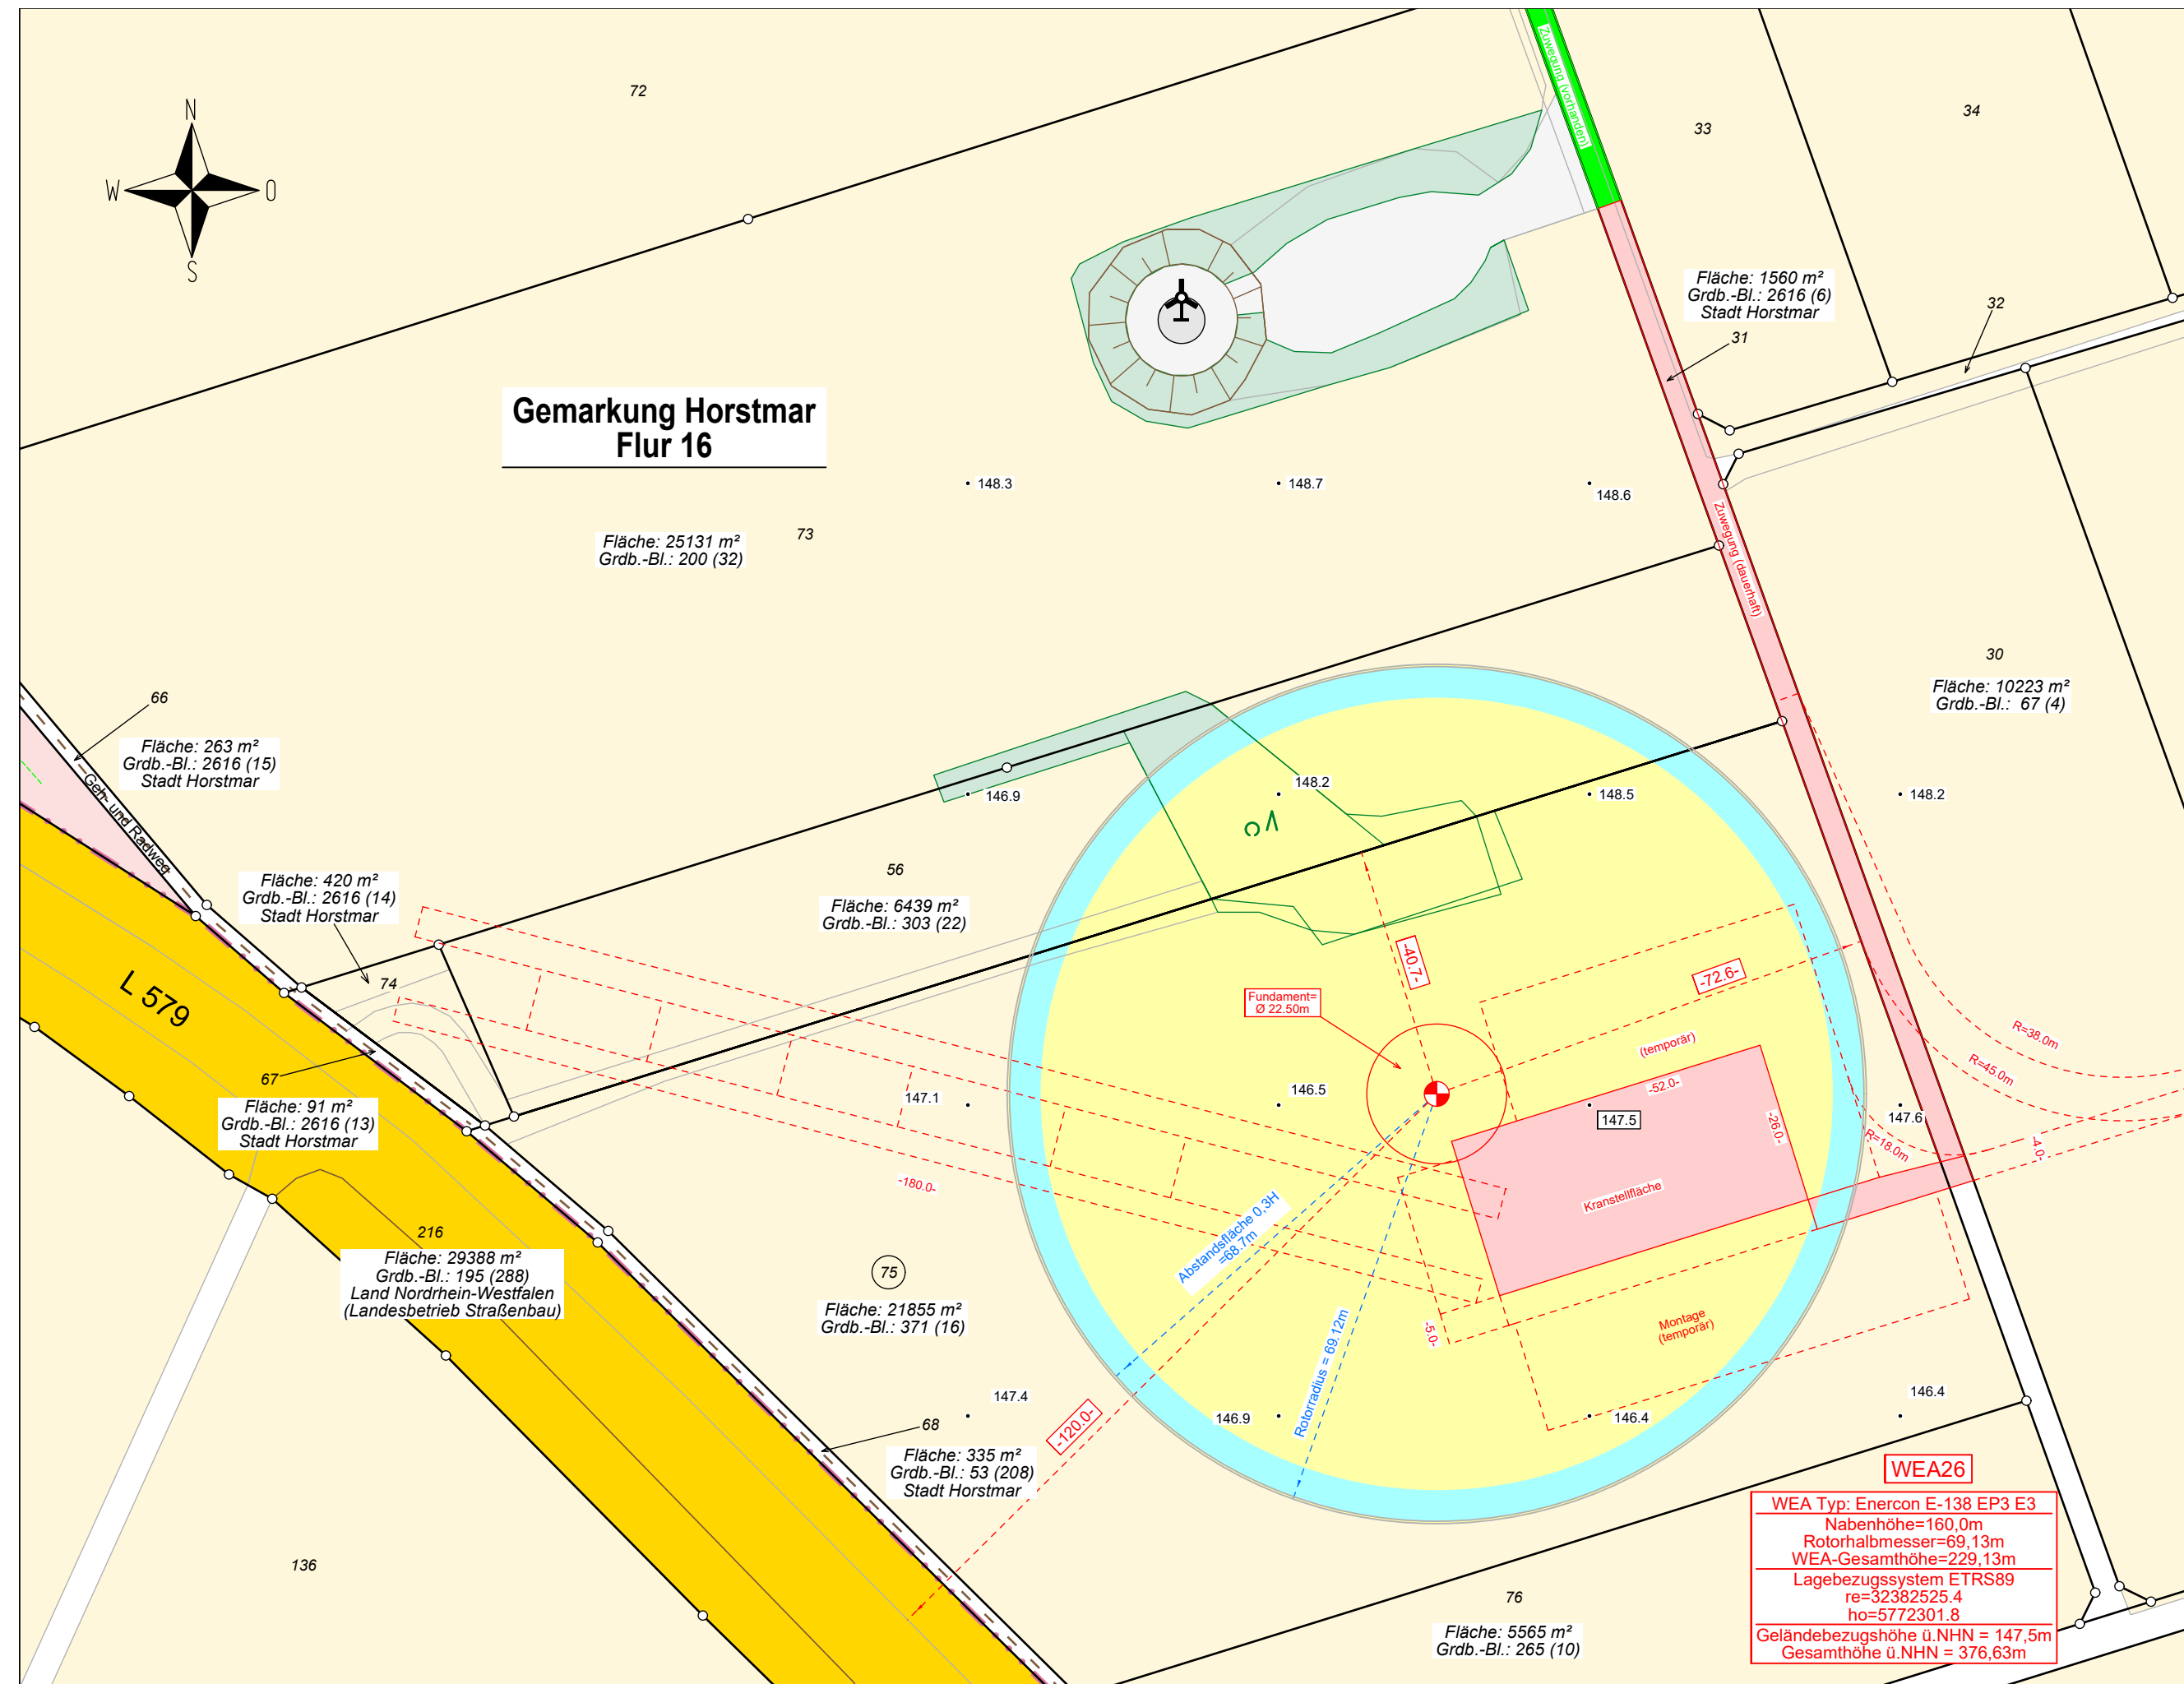 72
N
W
O
S
Zuwegung (vorhanden)
33
34
Fläche: 1560 m²
Grdb.-Bl.: 2616 (6)
Stadt Horstmar
31
32
Gemarkung Horstmar
Flur 16
148.3
148.7
148.6
Fläche: 25131 m²
Grdb.-Bl.: 200 (32)
73
Zuwegung (dauerhaft)
30
Fläche: 10223 m²
Grdb.-Bl.: 67 (4)
66
Fläche: 263 m²
Grdb.-Bl.: 2616 (15)
Stadt Horstmar
Geh- und Radweg
146.9
148.2
148.5
148.2
Fläche: 420 m²
Grdb.-Bl.: 2616 (14)
Stadt Horstmar
74
56
Fläche: 6439 m²
Grdb.-Bl.: 303 (22)
L 579
-40.7-
-72.6-
Fundament=
Ø 22.50m
(temporär)
-52.0-
-26.0-
R=38.0m
R=45.0m
R=18.0m
-4.0-
67
Fläche: 91 m²
Grdb.-Bl.: 2616 (13)
Stadt Horstmar
147.1
146.5
147.5
147.6
-180.0-
Kranstellfläche
Abstandsfläche 0,3H
=68.7m
216
Fläche: 29388 m²
Grdb.-Bl.: 195 (288)
Land Nordrhein-Westfalen
(Landesbetrieb Straßenbau)
75
Fläche: 21855 m²
Grdb.-Bl.: 371 (16)
-5.0-
Montage
(temporär)
Rotorradius = 69.12m
147.4
146.9
146.4
146.4
-120.0-
68
Fläche: 335 m²
Grdb.-Bl.: 53 (208)
Stadt Horstmar
136
76
Fläche: 5565 m²
Grdb.-Bl.: 265 (10)
WEA26
WEA Typ: Enercon E-138 EP3 E3
Nabenhöhe=160,0m
Rotorhalbmesser=69,13m
WEA-Gesamthöhe=229,13m
Lagebezugssystem ETRS89
re=32382525.4
ho=5772301.8
Geländebezugshöhe ü.NHN = 147,5m
Gesamthöhe ü.NHN = 376,63m